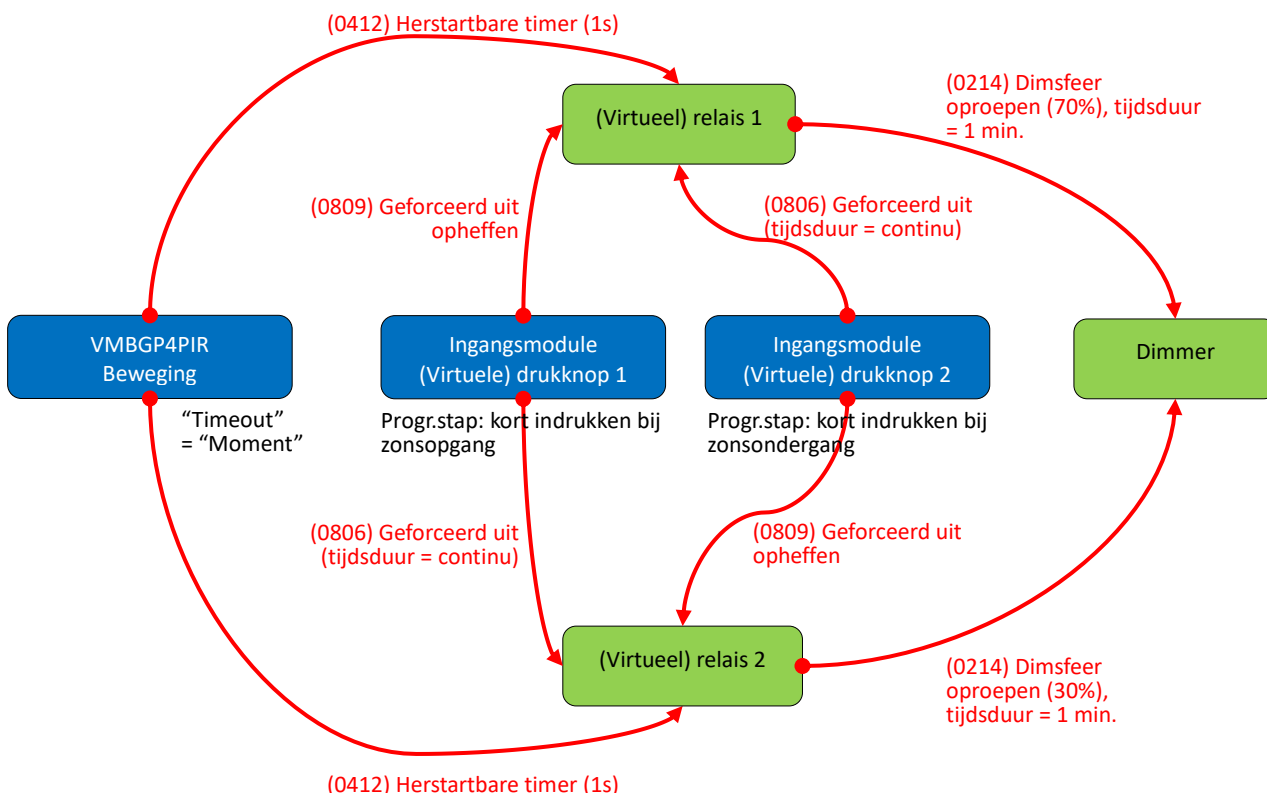 (0412) Herstartbare timer (1s)
(Virtueel) relais 1
(0214) Dimsfeer
oproepen (70%), tijdsduur
= 1 min.
(0809) Geforceerd uit
opheffen
(0806) Geforceerd uit
(tijdsduur = continu)
VMBGP4PIR
Beweging
Ingangsmodule
(Virtuele) drukknop 1
Ingangsmodule
(Virtuele) drukknop 2
Dimmer
“Timeout”
= “Moment”
Progr.stap: kort indrukken bij
zonsopgang
Progr.stap: kort indrukken bij
zonsondergang
(0806) Geforceerd uit
(tijdsduur = continu)
(0809) Geforceerd uit
opheffen
(Virtueel) relais 2
(0214) Dimsfeer
oproepen (30%),
tijdsduur = 1 min.
(0412) Herstartbare timer (1s)